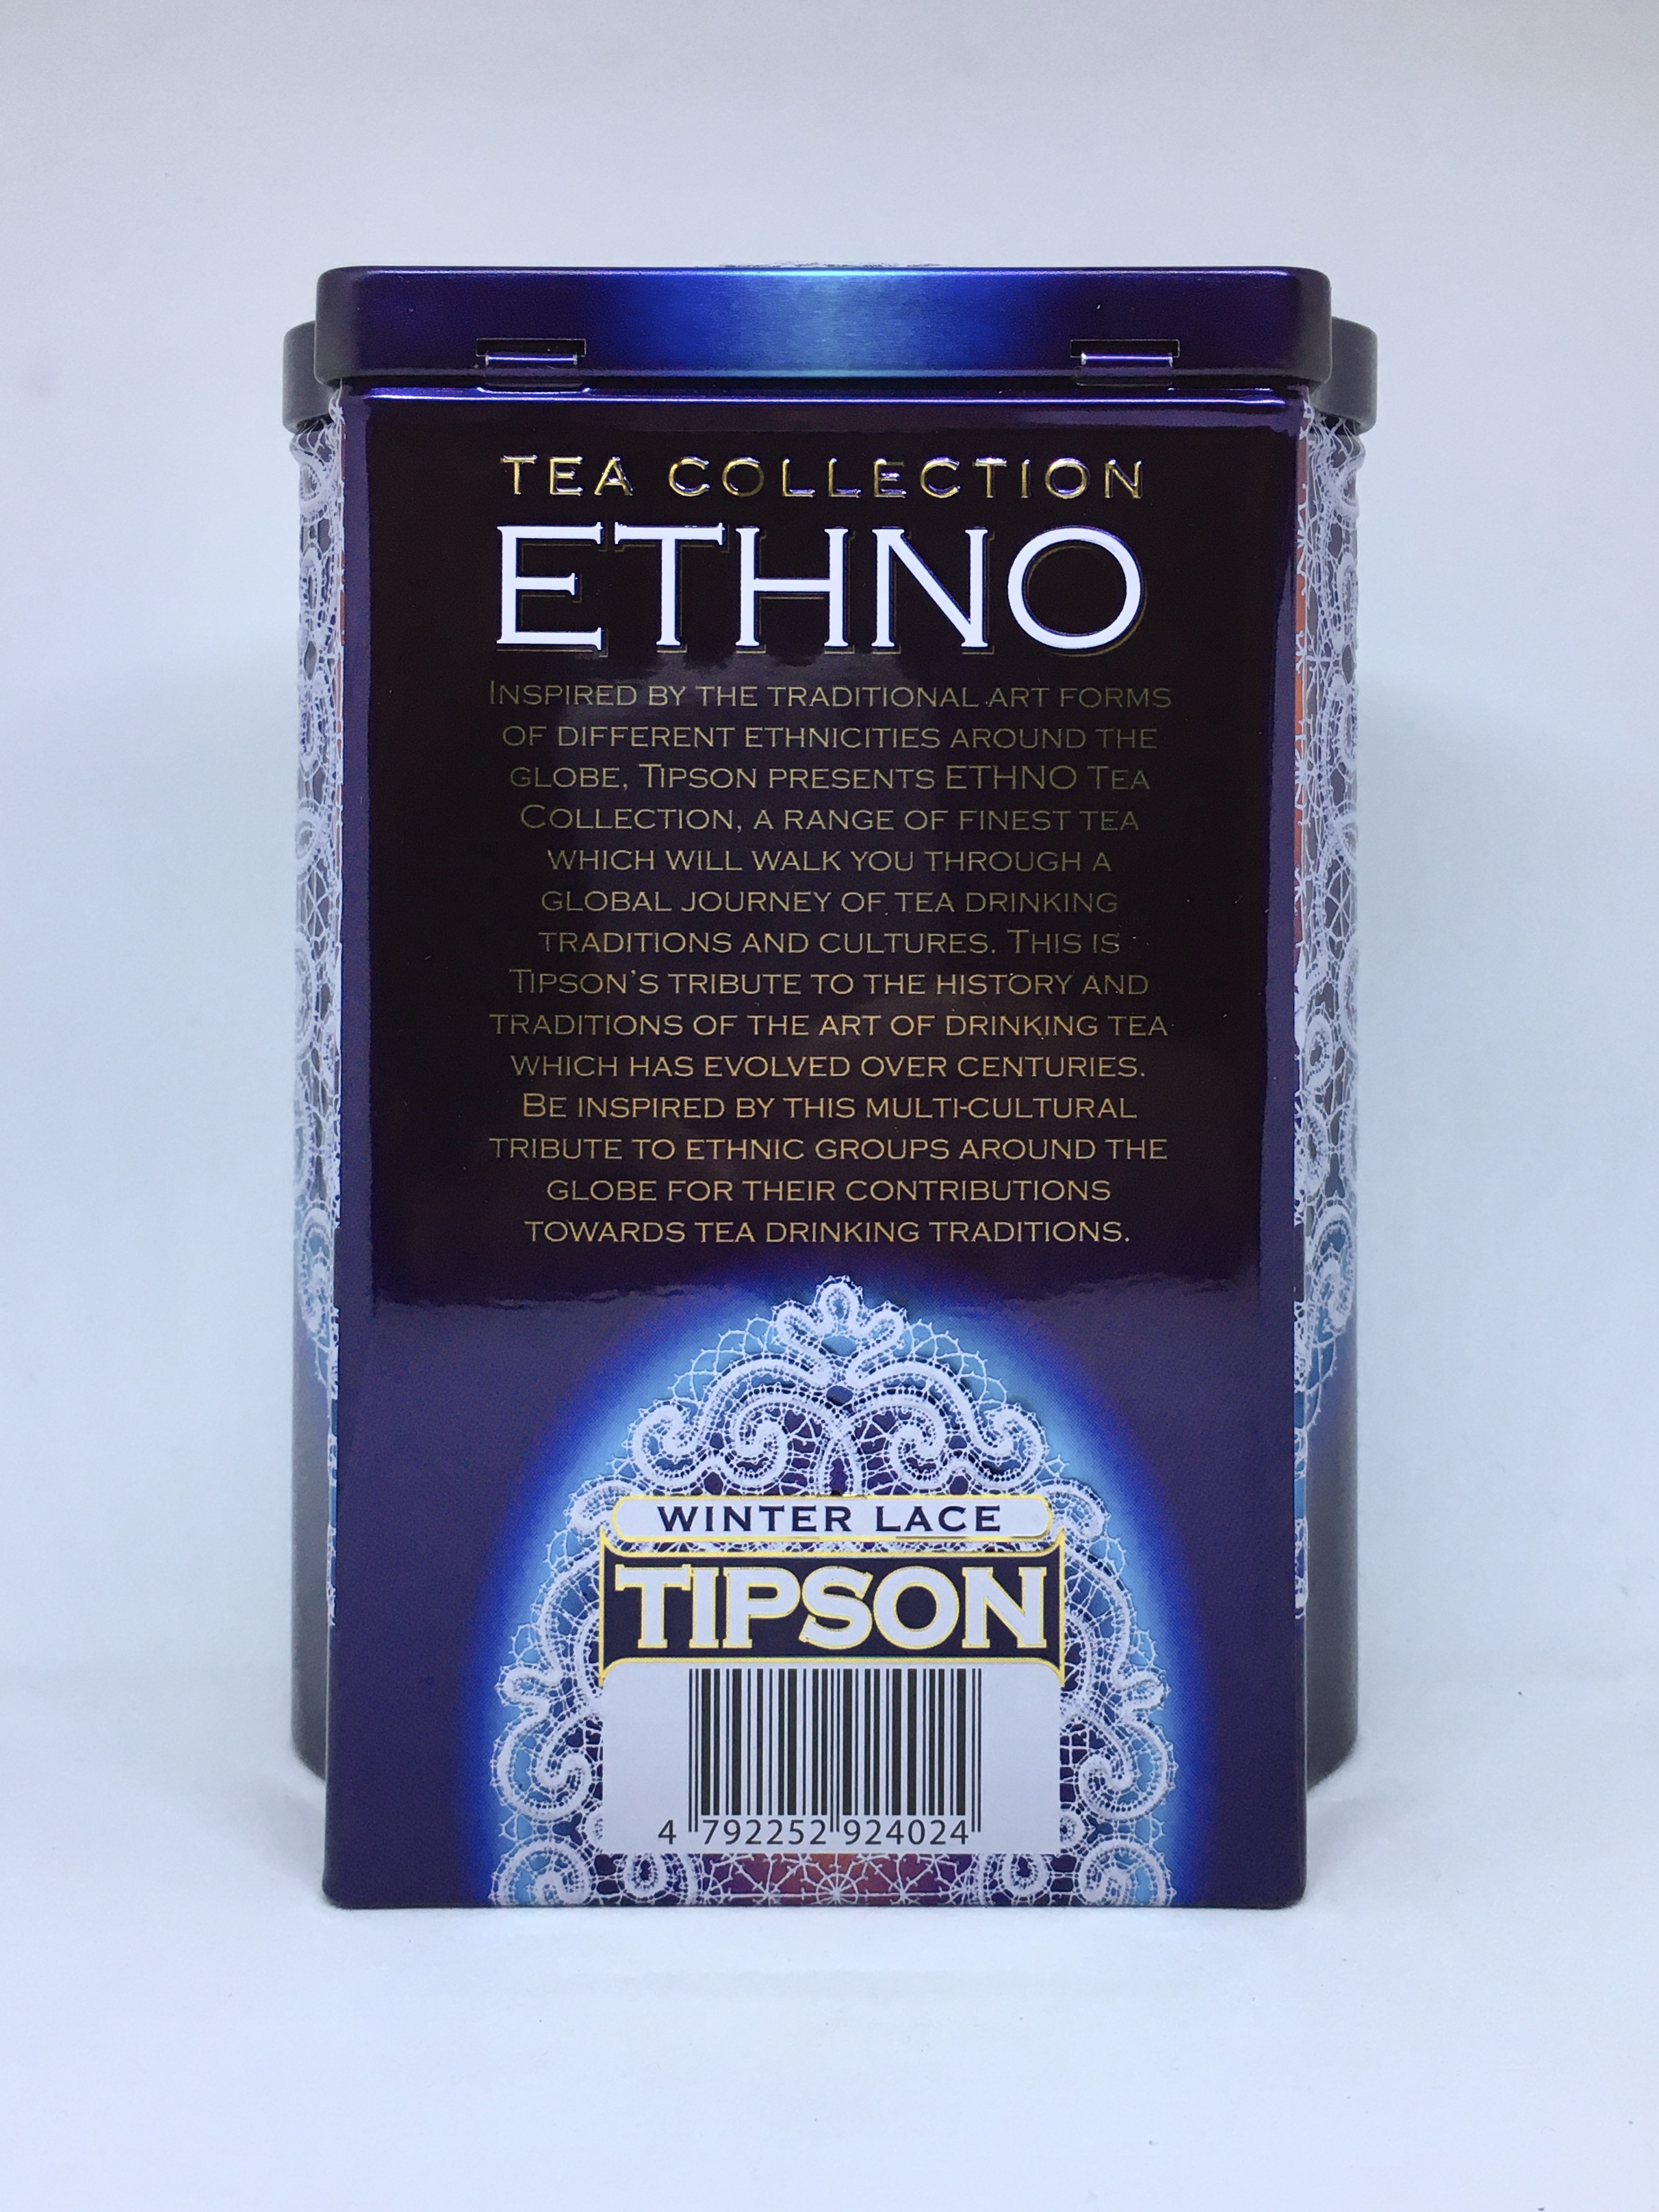 TEA COLLECTION
ETHNO
INSPIRED BY THE TRADITIONAL ART FORMS
OF DIFFERENT ETHNICITIES AROUND THE
GLOBE, TIPSON PRESENTS ETHNO TEA
COLLECTION, A RANGE OF FINEST TEA
WHICH WILL WALK YOU THROUGH A
GLOBAL JOURNEY OF TEA DRINKING
TRADITIONS AND CULTURES. THIS IS
TIPSON'S TRIBUTE TO THE HISTORY AND
TRADITIONS OF THE ART OF DRINKING TEA
WHICH HAS EVOLVED OVER CENTURIES.
BE INSPIRED BY THIS MULTI-CULTURAL
TRIBUTE TO ETHNIC GROUPS AROUND THE
GLOBE FOR THEIR CONTRIBUTIONS
TOWARDS TEA DRINKING TRADITIONS.
WINTER LACE
TIPSON
4 792252 924024